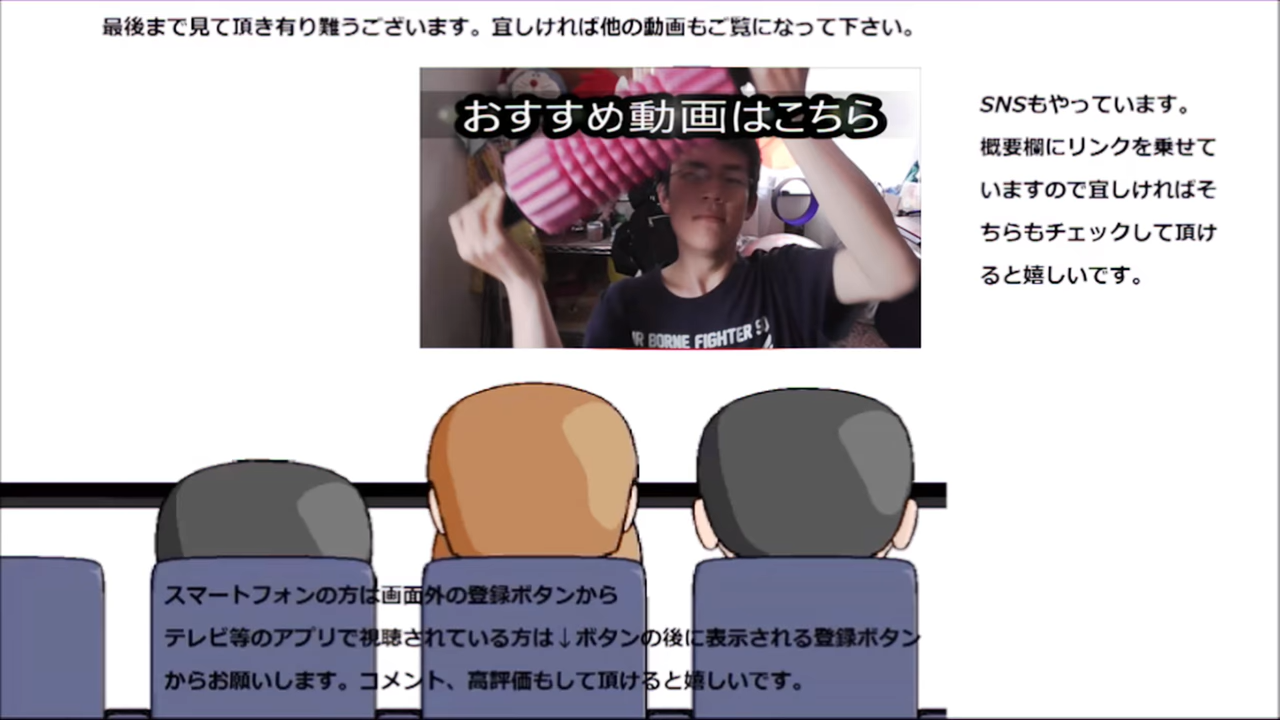 最後まで見て頂き有り難うございます。宜しければ他の動画もご覧になって下さい。
おすすめ動画はこちら
BORNE FIGHTER
SNSもやっています。
概要欄にリンクを乗せて
いますので宜しければそ
ちらもチェックして頂け
ると嬉しいです。
スマートフォンの方は画面外の登録ボタンから
テレビ等のアプリで視聴されている方は↓ボタンの後に表示される登録ボタン
からお願いします。コメント、高評価もして頂けると嬉しいです。